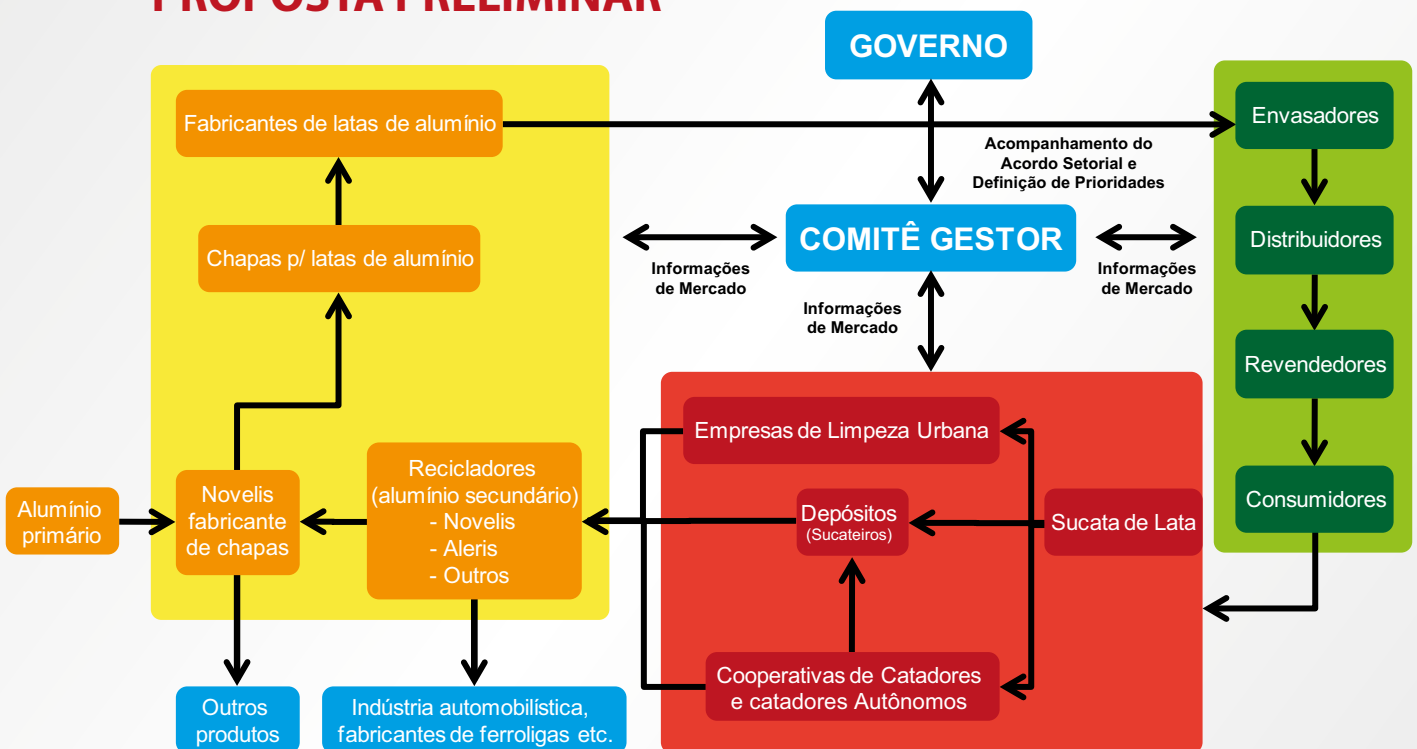 PROPOSTA PRELIMINAR
GOVERNO
Fabricantes de latas de alumínio
Envasadores
Acompanhamento do
Acordo Setorial e
Definição de Prioridades
Chapas p/ latas de alumínio
COMITÊ GESTOR
Distribuidores
Informações
de Mercado
Informações
de Mercado
Informações
de Mercado
Revendedores
Empresas de Limpeza Urbana
Alumínio
primário
Novelis
fabricante
de chapas
Recicladores
(alumínio secundário)
- Novelis
- Aleris
- Outros
Depósitos
(Sucateiros)
Sucata de Lata
Consumidores
Cooperativas de Catadores
e catadores Autônomos
Outros
produtos
Indústria automobilística,
fabricantes de ferroligas etc.